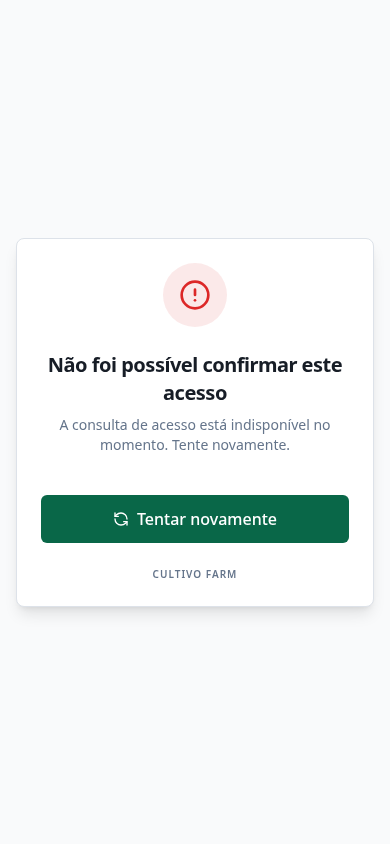 Não foi possível confirmar este
acesso
A consulta de acesso está indisponível no
momento. Tente novamente.
Tentar novamente
CULTIVO FARM